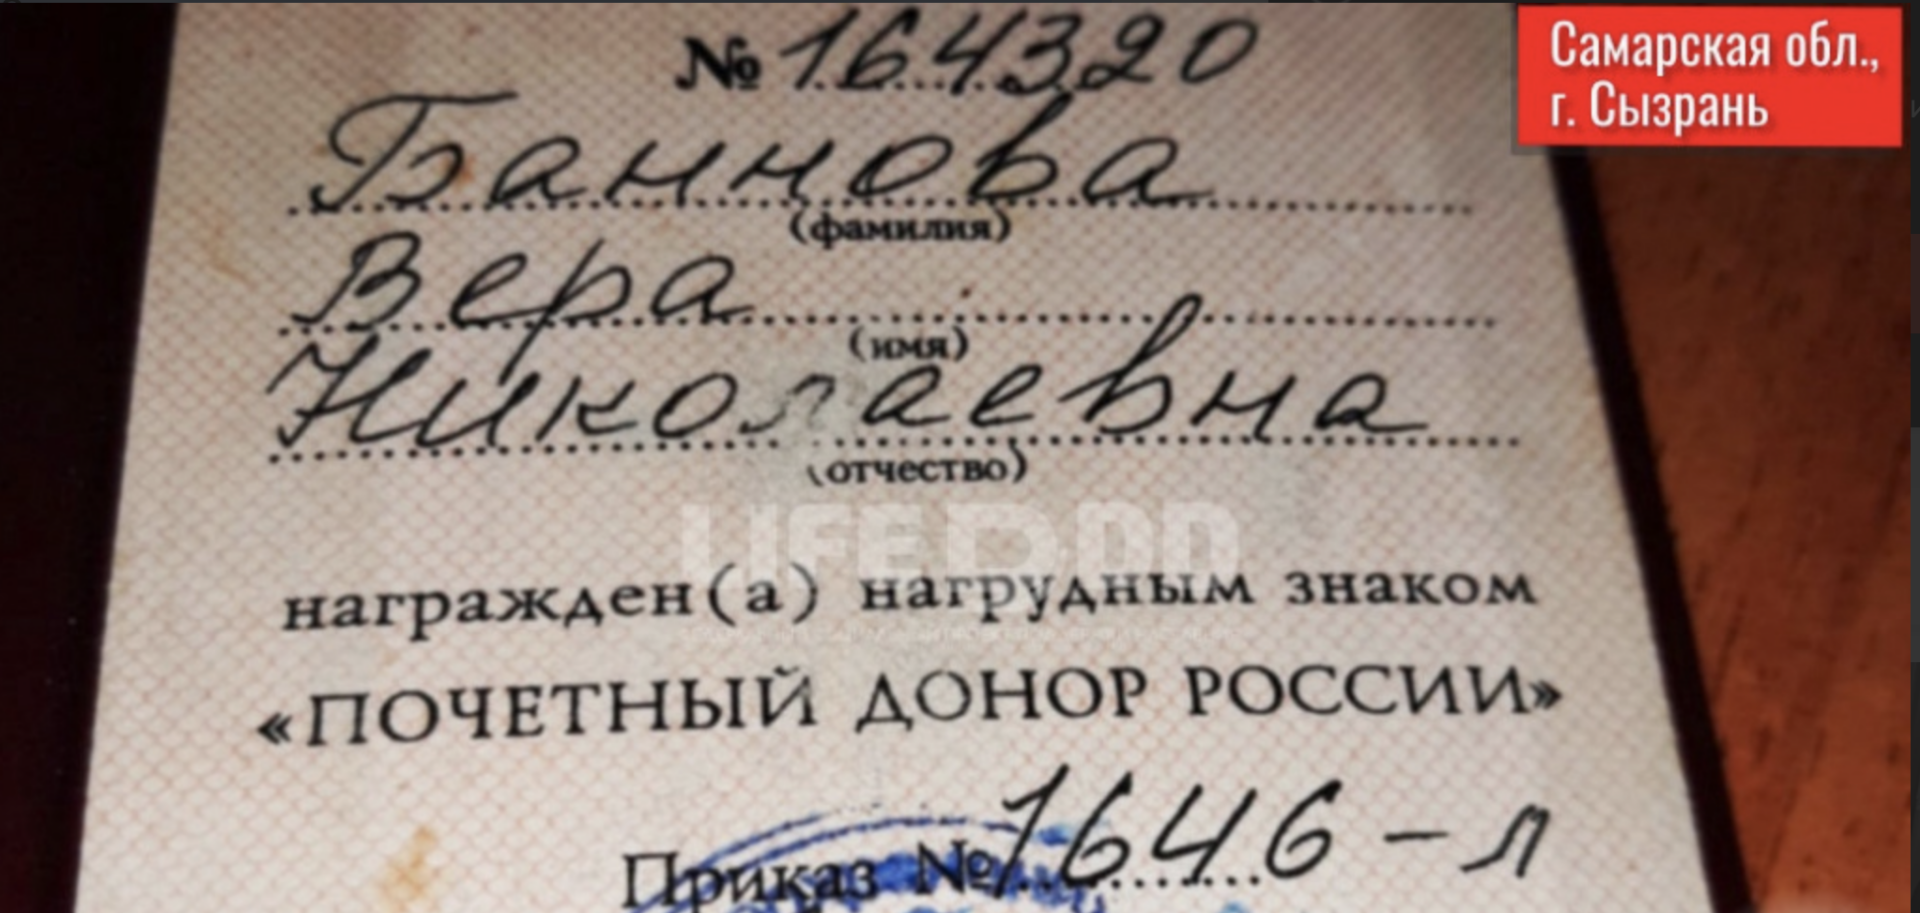 Самарская обл.,
г. Сызрань
№ 164320
Баннова
(фамилия)
Вера
(имя)
Николаевна
(отчество)
LIFE
награжден(а) нагрудным знаком
«ПОЧЕТНЫЙ ДОНОР РОССИИ»
Приказ № 1646-л